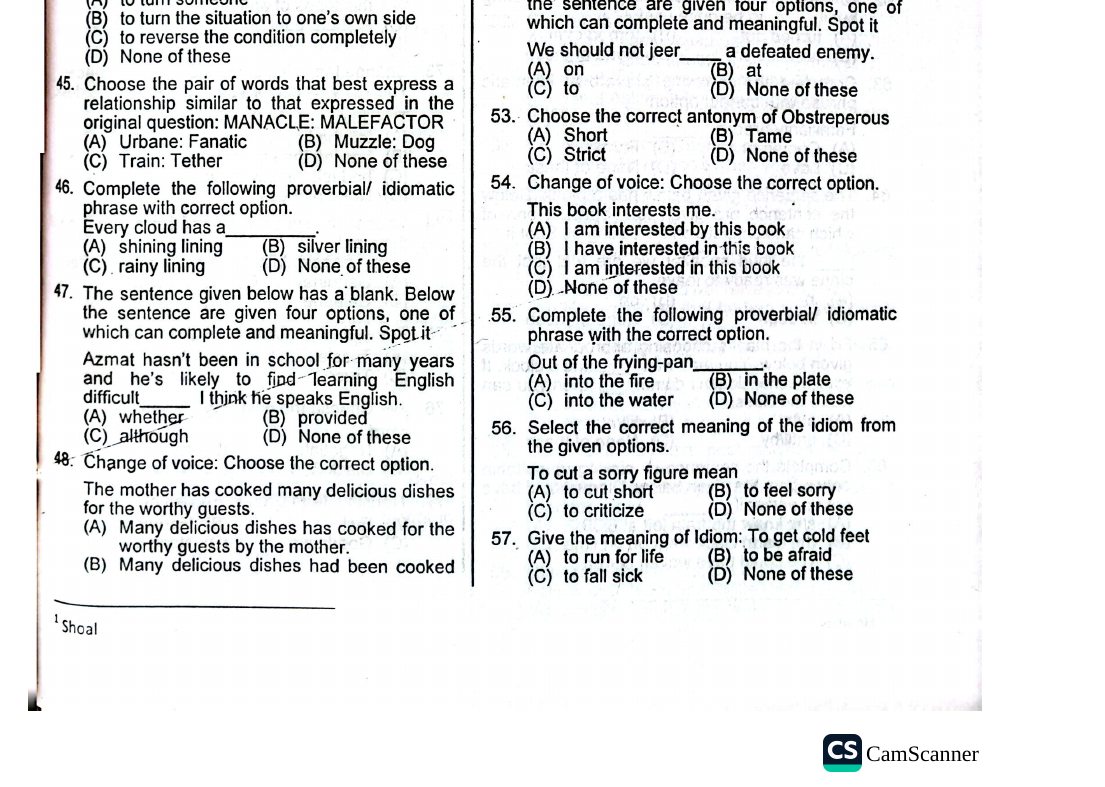 (A) to turn someone
(B) to turn the situation to one's own side
(C) to reverse the condition completely
(D) None of these
45. Choose the pair of words that best express a
relationship similar to that expressed in the
original question: MANACLE: MALEFACTOR
(A) Urbane: Fanatic (B) Muzzle: Dog
(C) Train: Tether (D) None of these
46. Complete the following proverbial/ idiomatic
phrase with correct option.
Every cloud has a_________.
(A) shining lining (B) silver lining
(C) rainy lining (D) None of these
47. The sentence given below has a blank. Below
the sentence are given four options, one of
which can complete and meaningful. Spot it
Azmat hasn't been in school for many years
and he's likely to find learning English
difficult_____ I think he speaks English.
(A) whether (B) provided
(C) although (D) None of these
48. Change of voice: Choose the correct option.
The mother has cooked many delicious dishes
for the worthy guests.
(A) Many delicious dishes has cooked for the
worthy guests by the mother.
(B) Many delicious dishes had been cooked
1 Shoal
the sentence are given four options, one of
which can complete and meaningful. Spot it
We should not jeer____ a defeated enemy.
(A) on (B) at
(C) to (D) None of these
53. Choose the correct antonym of Obstreperous
(A) Short (B) Tame
(C) Strict (D) None of these
54. Change of voice: Choose the correct option.
This book interests me.
(A) I am interested by this book
(B) I have interested in this book
(C) I am interested in this book
(D) None of these
55. Complete the following proverbial/ idiomatic
phrase with the correct option.
Out of the frying-pan_______.
(A) into the fire (B) in the plate
(C) into the water (D) None of these
56. Select the correct meaning of the idiom from
the given options.
To cut a sorry figure mean
(A) to cut short (B) to feel sorry
(C) to criticize (D) None of these
57. Give the meaning of Idiom: To get cold feet
(A) to run for life (B) to be afraid
(C) to fall sick (D) None of these
CS CamScanner